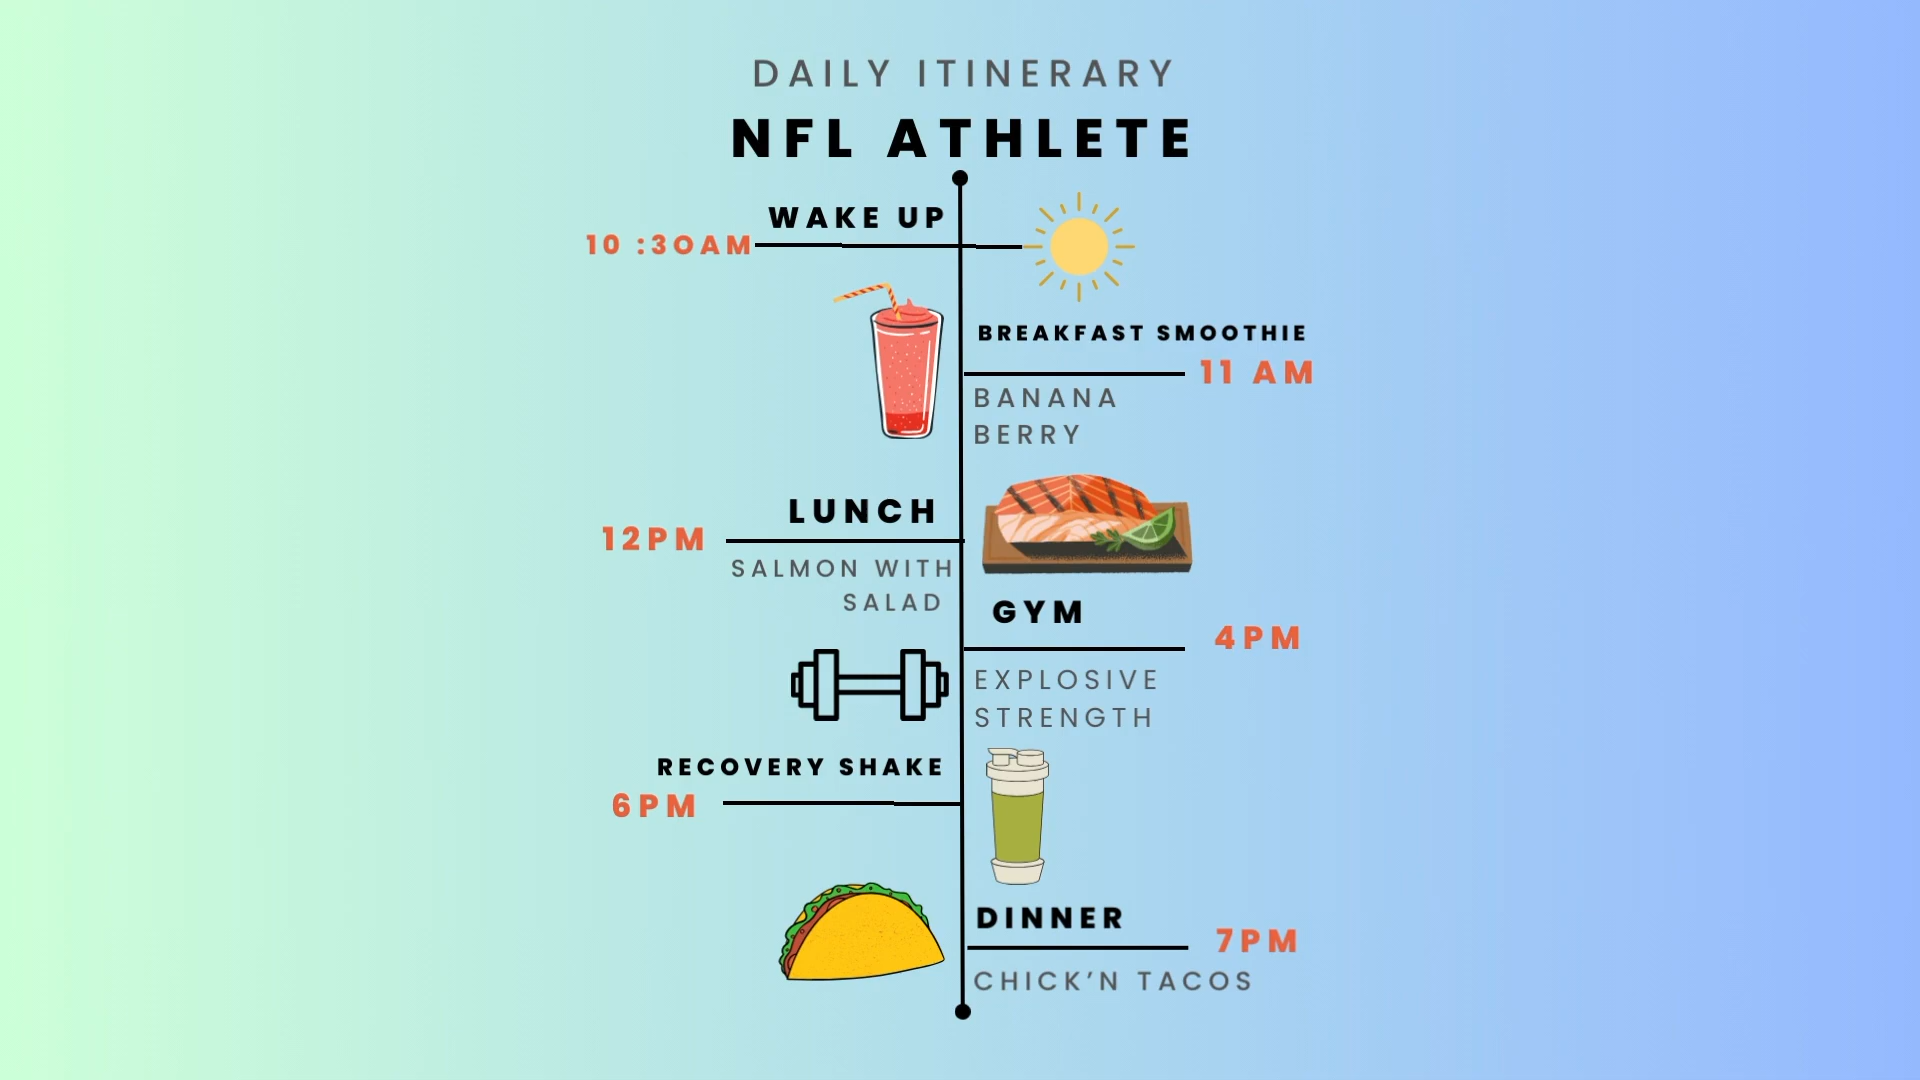 DAILY ITINERARY
NFL ATHLETE
WAKE UP
10 :30AM
BREAKFAST SMOOTHIE
11 AM
BANANA
BERRY
LUNCH
12PM
SALMON WITH
SALAD
GYM
4PM
EXPLOSIVE
STRENGTH
RECOVERY SHAKE
6PM
DINNER
7PM
CHICK’N TACOS